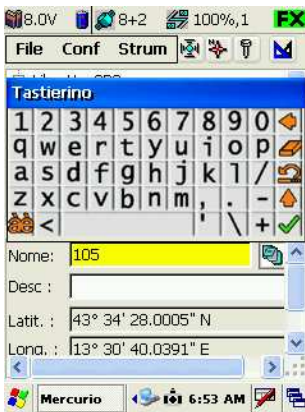 8.0V 8+2 100%,1 FX
File Conf Strum
Tastierino
1 2 3 4 5 6 7 8 9 0
q w e r t y u i o p
a s d f g h j k l /
z x c v b n m , . -
àè < ' \ +
Nome: 105
Desc :
Latit. : 43° 34' 28.0005" N
Long. : 13° 30' 40.0391" E
Mercurio 6:53 AM